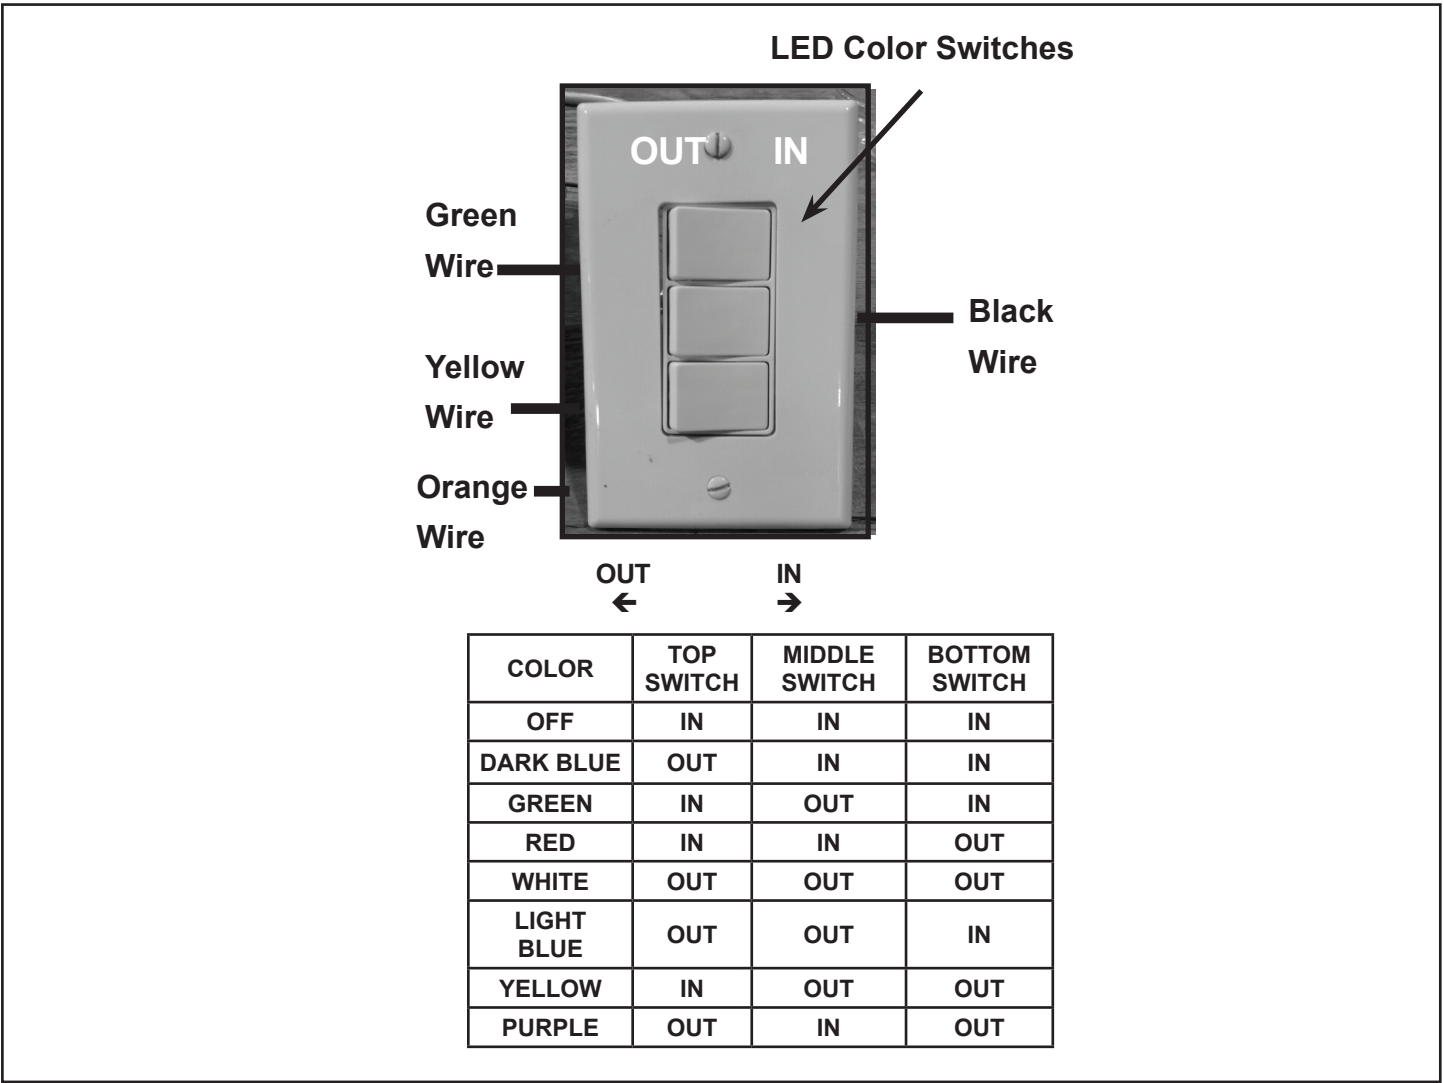 LED Color Switches
OUT IN
Green
Wire
Black
Wire
Yellow
Wire
Orange
Wire
OUT IN
← →
COLOR TOP SWITCH MIDDLE SWITCH BOTTOM SWITCH
OFF IN IN IN
DARK BLUE OUT IN IN
GREEN IN OUT IN
RED IN IN OUT
WHITE OUT OUT OUT
LIGHT BLUE OUT OUT IN
YELLOW IN OUT OUT
PURPLE OUT IN OUT